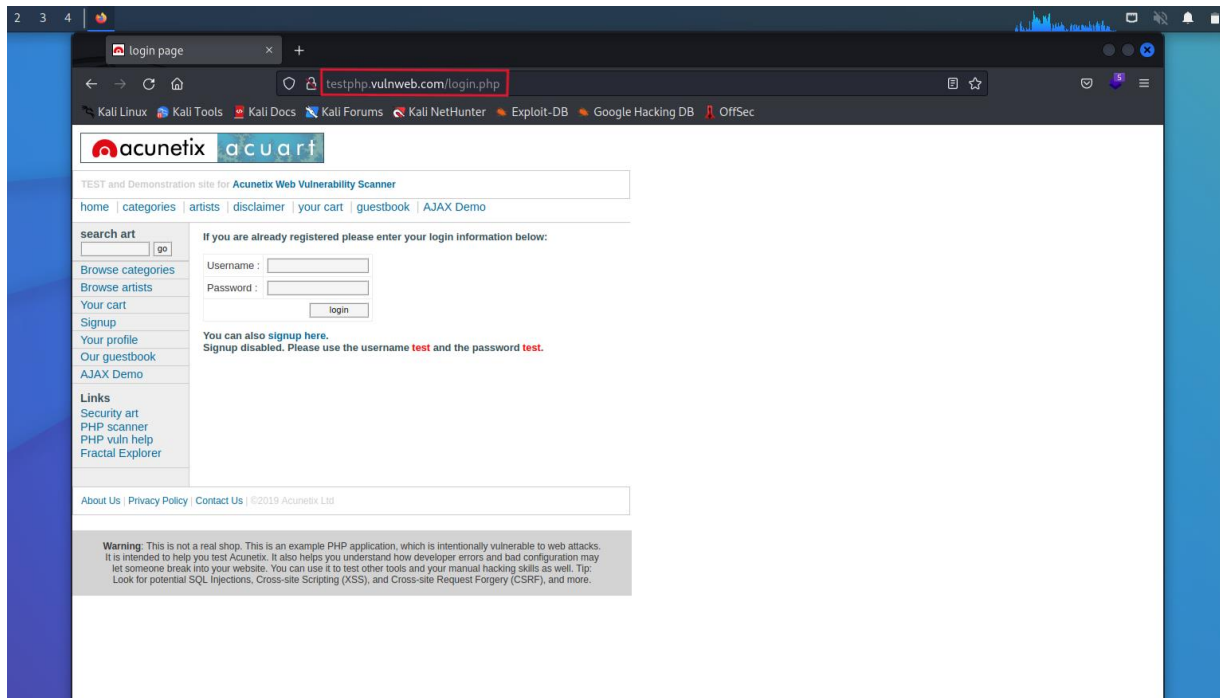 2 3 4
login page
testphp.vulnweb.com/login.php
5
Kali Linux Kali Tools Kali Docs Kali Forums Kali NetHunter Exploit-DB Google Hacking DB OffSec
acunetix acuart
TEST and Demonstration site for Acunetix Web Vulnerability Scanner
home | categories | artists | disclaimer | your cart | guestbook | AJAX Demo
search art
go
Browse categories
Browse artists
Your cart
Signup
Your profile
Our guestbook
AJAX Demo
Links
Security art
PHP scanner
PHP vuln help
Fractal Explorer
If you are already registered please enter your login information below:
Username :
Password :
login
You can also signup here.
Signup disabled. Please use the username test and the password test.
About Us | Privacy Policy | Contact Us | ©2019 Acunetix Ltd
Warning: This is not a real shop. This is an example PHP application, which is intentionally vulnerable to web attacks.
It is intended to help you test Acunetix. It also helps you understand how developer errors and bad configuration may
let someone break into your website. You can use it to test other tools and your manual hacking skills as well. Tip:
Look for potential SQL Injections, Cross-site Scripting (XSS), and Cross-site Request Forgery (CSRF), and more.